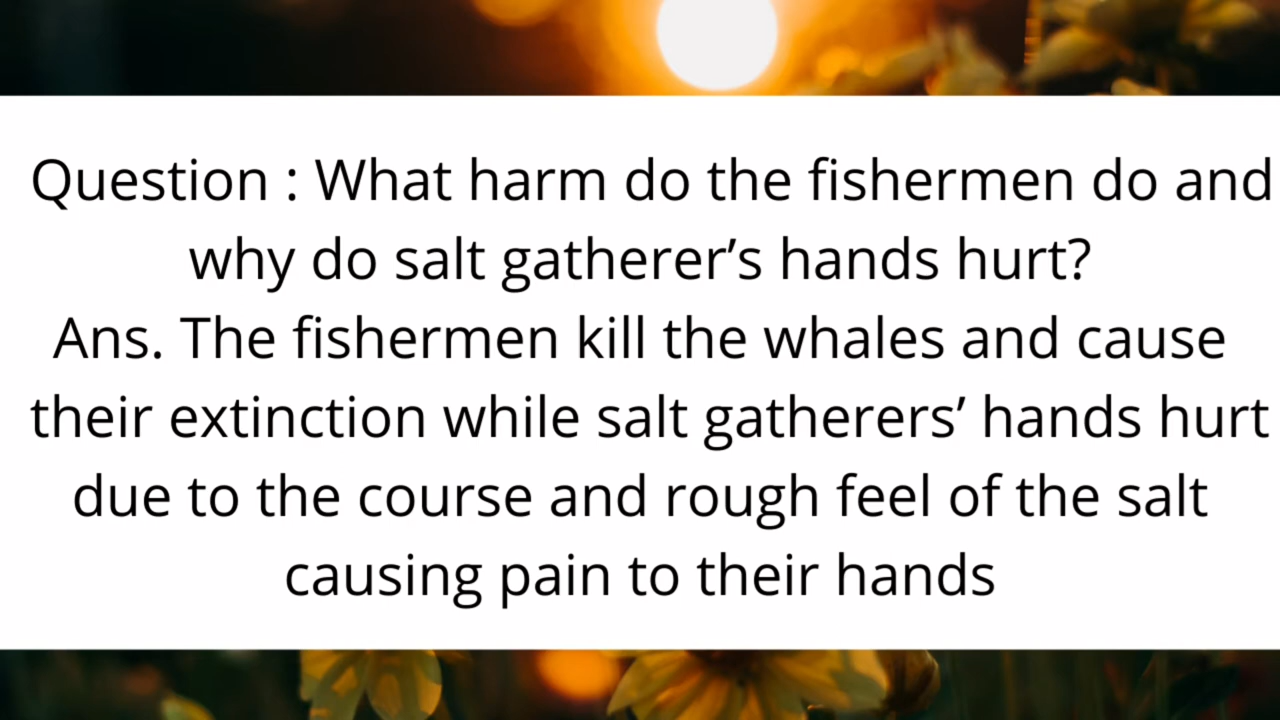 Question : What harm do the fishermen do and
why do salt gatherer’s hands hurt?
Ans. The fishermen kill the whales and cause
their extinction while salt gatherers’ hands hurt
due to the course and rough feel of the salt
causing pain to their hands